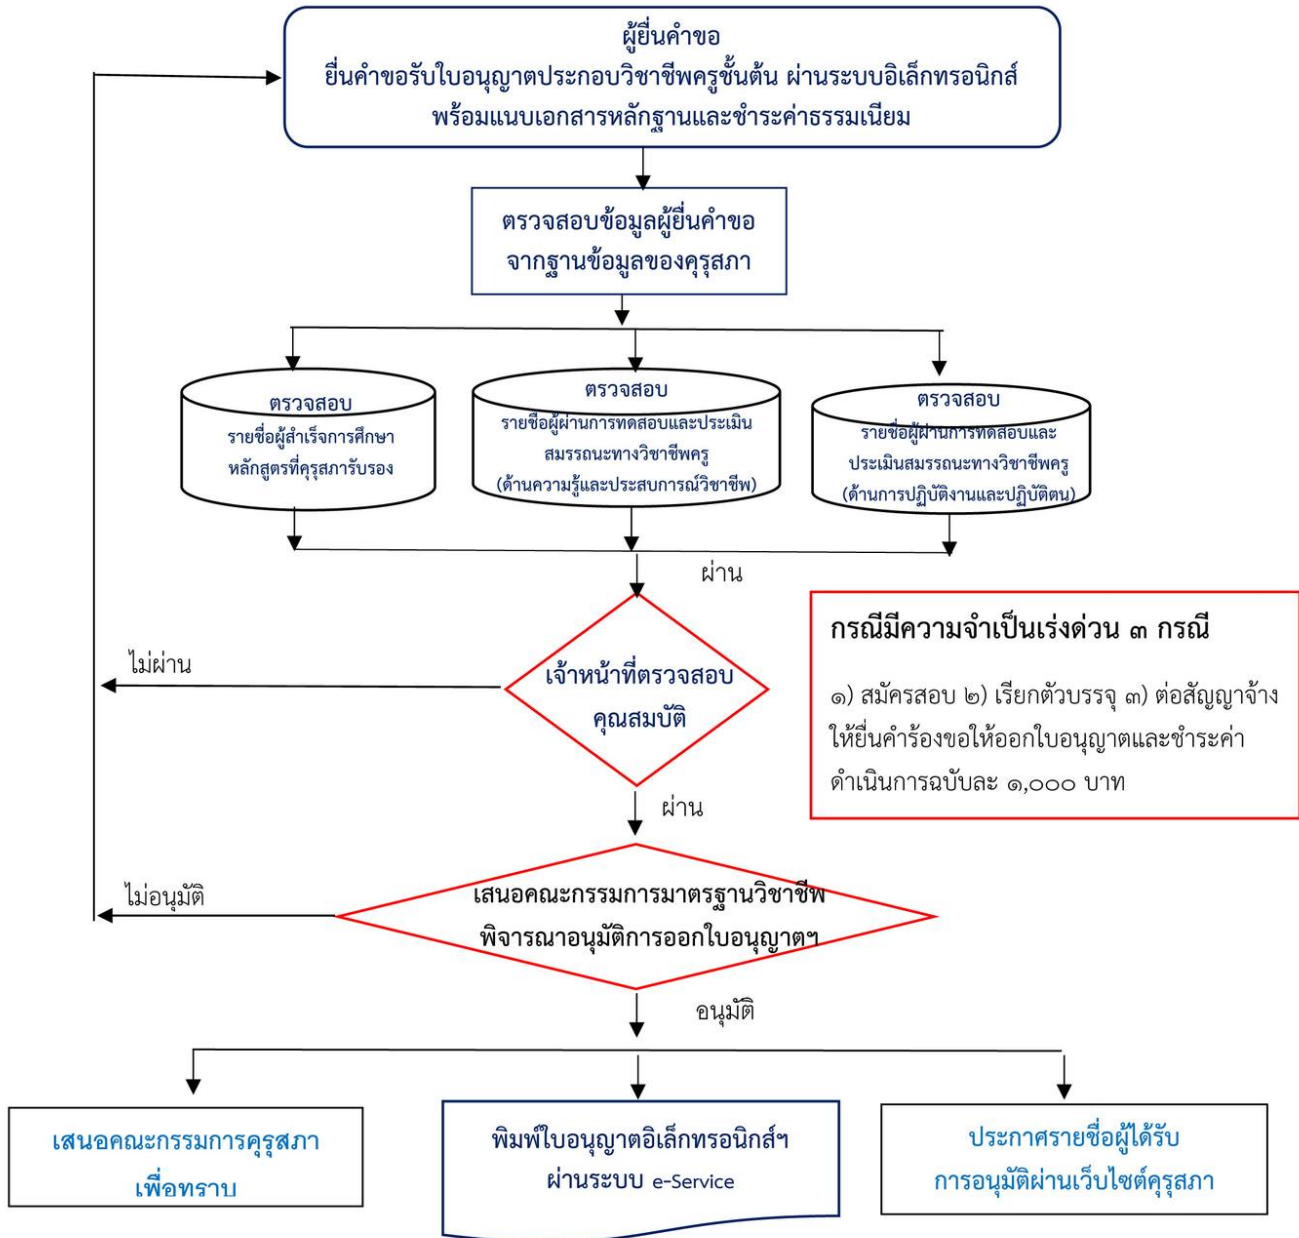 ผู้ยื่นคำขอ
ยื่นคำขอรับใบอนุญาตประกอบวิชาชีพครูชั้นต้น ผ่านระบบอิเล็กทรอนิกส์
พร้อมแนบเอกสารหลักฐานและชำระค่าธรรมเนียม
ตรวจสอบข้อมูลผู้ยื่นคำขอ
จากฐานข้อมูลของคุรุสภา
ตรวจสอบ
รายชื่อผู้สำเร็จการศึกษา
หลักสูตรที่คุรุสภารับรอง
ตรวจสอบ
รายชื่อผู้ผ่านการทดสอบและประเมิน
สมรรถนะทางวิชาชีพครู
(ด้านความรู้และประสบการณ์วิชาชีพ)
ตรวจสอบ
รายชื่อผู้ผ่านการทดสอบและ
ประเมินสมรรถนะทางวิชาชีพครู
(ด้านการปฏิบัติงานและปฏิบัติตน)
ผ่าน
ไม่ผ่าน
เจ้าหน้าที่ตรวจสอบ
คุณสมบัติ
กรณีมีความจำเป็นเร่งด่วน ๓ กรณี
๑) สมัครสอบ ๒) เรียกตัวบรรจุ ๓) ต่อสัญญาจ้าง
ให้ยื่นคำร้องขอให้ออกใบอนุญาตและชำระค่า
ดำเนินการฉบับละ ๑,๐๐๐ บาท
ผ่าน
ไม่อนุมัติ
เสนอคณะกรรมการมาตรฐานวิชาชีพ
พิจารณาอนุมัติการออกใบอนุญาตฯ
อนุมัติ
เสนอคณะกรรมการคุรุสภา
เพื่อทราบ
พิมพ์ใบอนุญาตอิเล็กทรอนิกส์ฯ
ผ่านระบบ e-Service
ประกาศรายชื่อผู้ได้รับ
การอนุมัติผ่านเว็บไซต์คุรุสภา